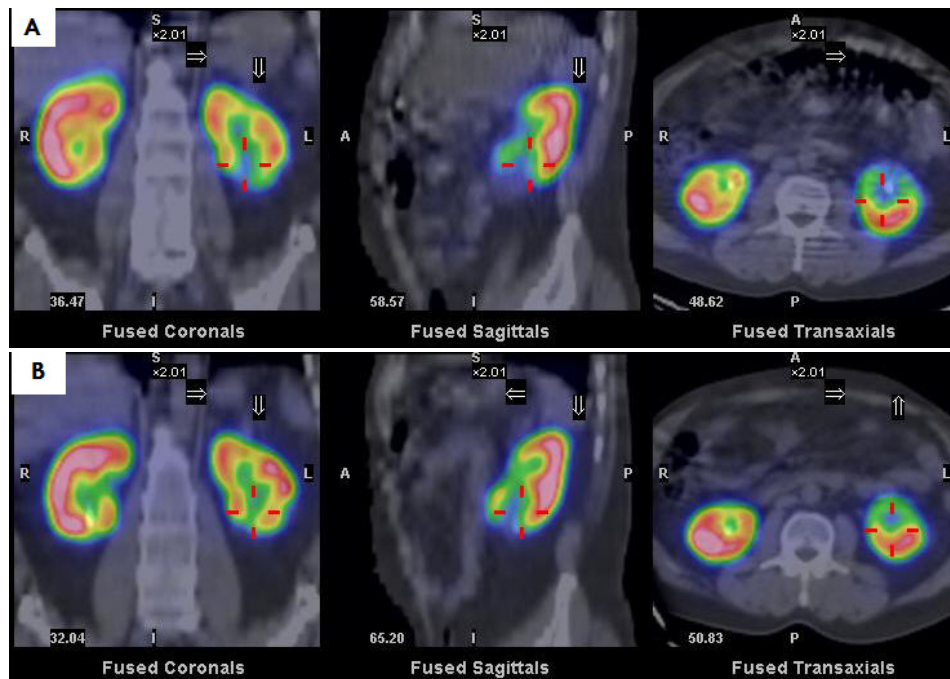 A
S
×2.01
⇒
⇓
R
L
36.47
I
Fused Coronals
S
×2.01
⇓
A
P
58.57
I
Fused Sagittals
A
×2.01
⇒
R
L
48.62
P
Fused Transaxials
B
S
×2.01
⇒
⇓
R
L
32.04
I
Fused Coronals
S
×2.01
⇐
⇓
A
P
65.20
I
Fused Sagittals
A
×2.01
⇒
⇑
R
L
50.83
P
Fused Transaxials